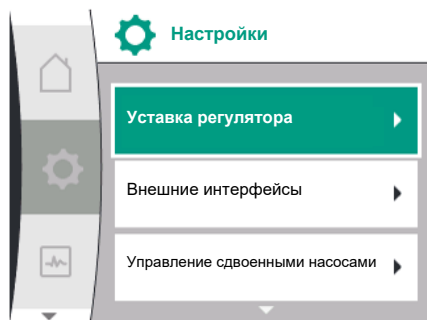 Настройки
Уставка регулятора
Внешние интерфейсы
Управление сдвоенными насосами